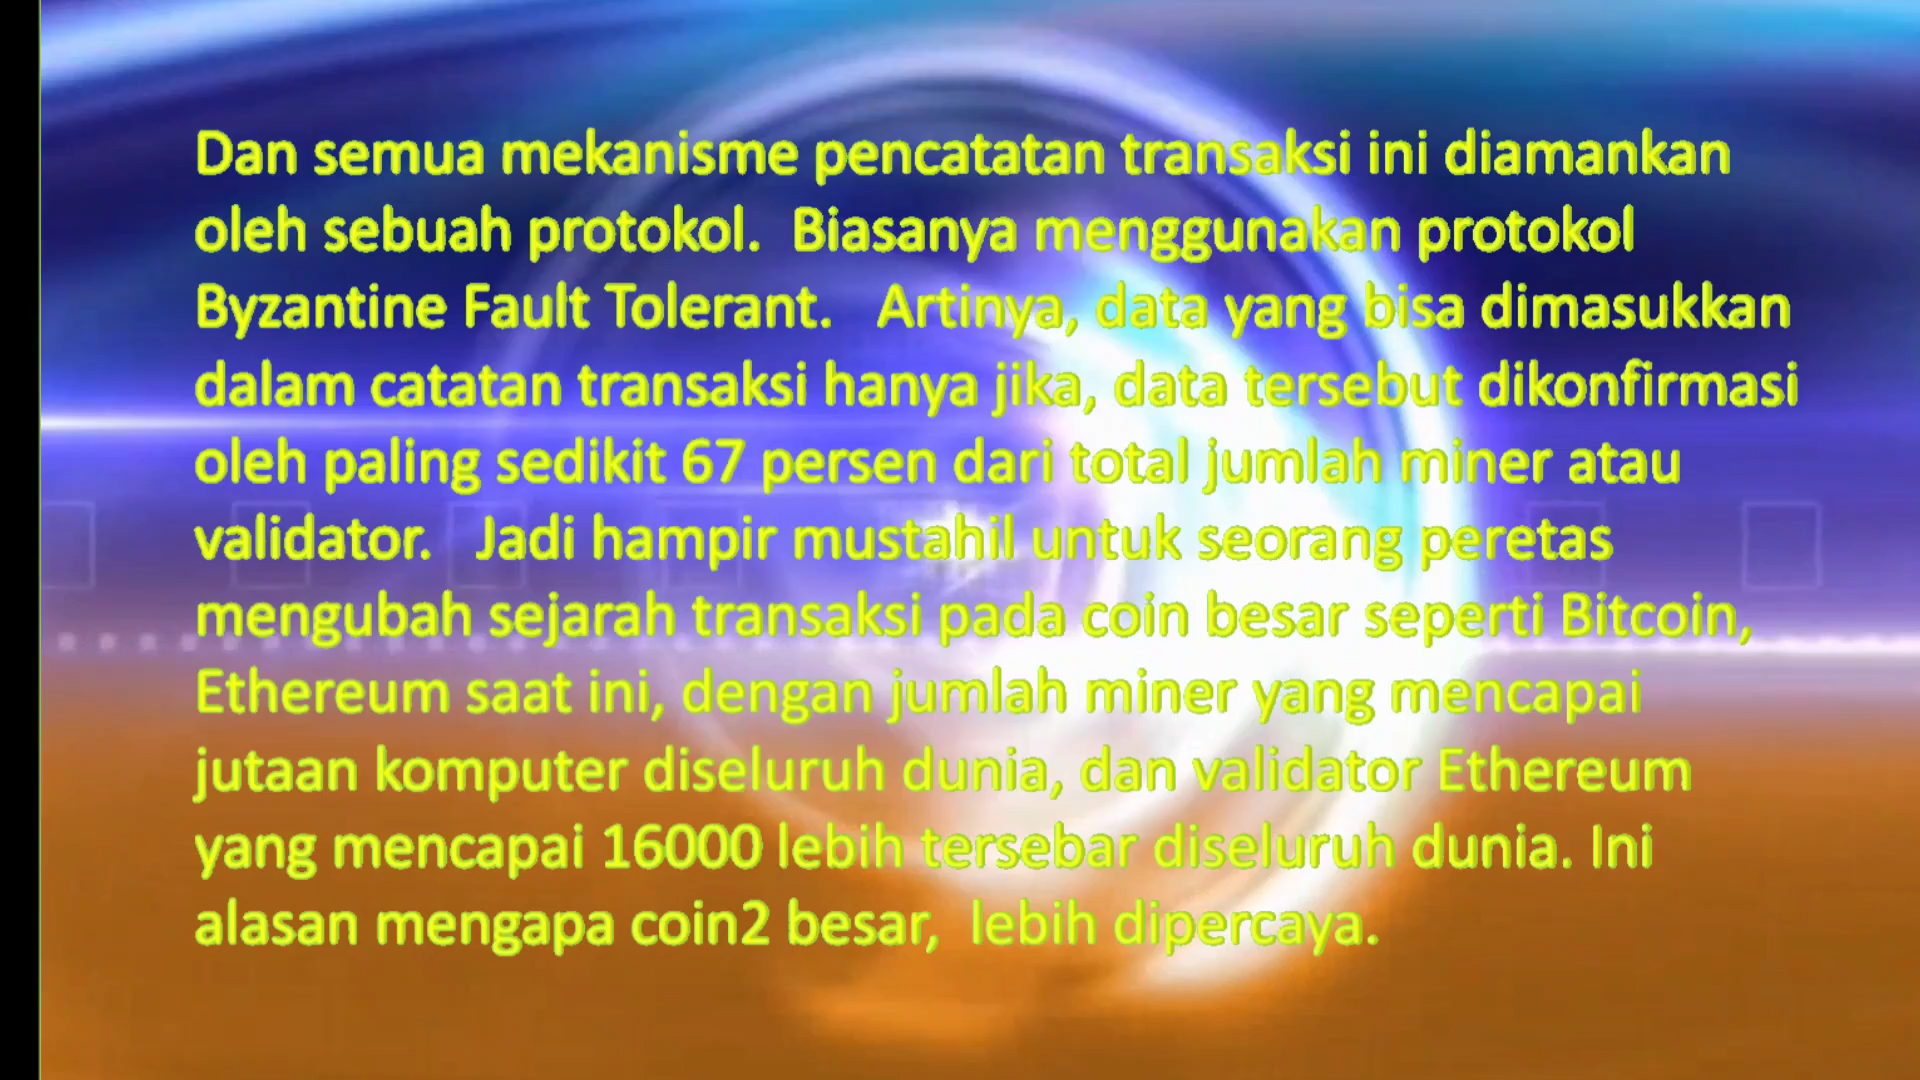 Dan semua mekanisme pencatatan transaksi ini diamankan
oleh sebuah protokol.  Biasanya menggunakan protokol
Byzantine Fault Tolerant.   Artinya, data yang bisa dimasukkan
dalam catatan transaksi hanya jika, data tersebut dikonfirmasi
oleh paling sedikit 67 persen dari total jumlah miner atau
validator.   Jadi hampir mustahil untuk seorang peretas
mengubah sejarah transaksi pada coin besar seperti Bitcoin,
Ethereum saat ini, dengan jumlah miner yang mencapai
jutaan komputer diseluruh dunia, dan validator Ethereum
yang mencapai 16000 lebih tersebar diseluruh dunia. Ini
alasan mengapa coin2 besar,  lebih dipercaya.